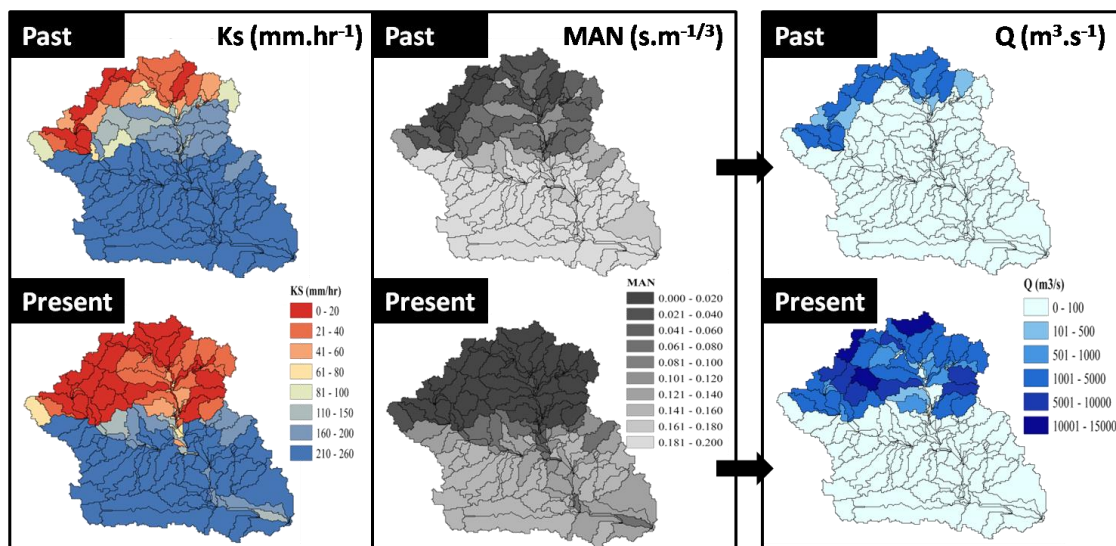 Past
Ks (mm.hr⁻¹)
Past
MAN (s.m⁻¹/³)
Past
Q (m³.s⁻¹)
Present
KS (mm/hr)
0 - 20
21 - 40
41 - 60
61 - 80
81 - 100
110 - 150
160 - 200
210 - 260
Present
MAN
0.000 - 0.020
0.021 - 0.040
0.041 - 0.060
0.061 - 0.080
0.081 - 0.100
0.101 - 0.120
0.121 - 0.140
0.141 - 0.160
0.161 - 0.180
0.181 - 0.200
Present
Q (m3/s)
0 - 100
101 - 500
501 - 1000
1001 - 5000
5001 - 10000
10001 - 15000